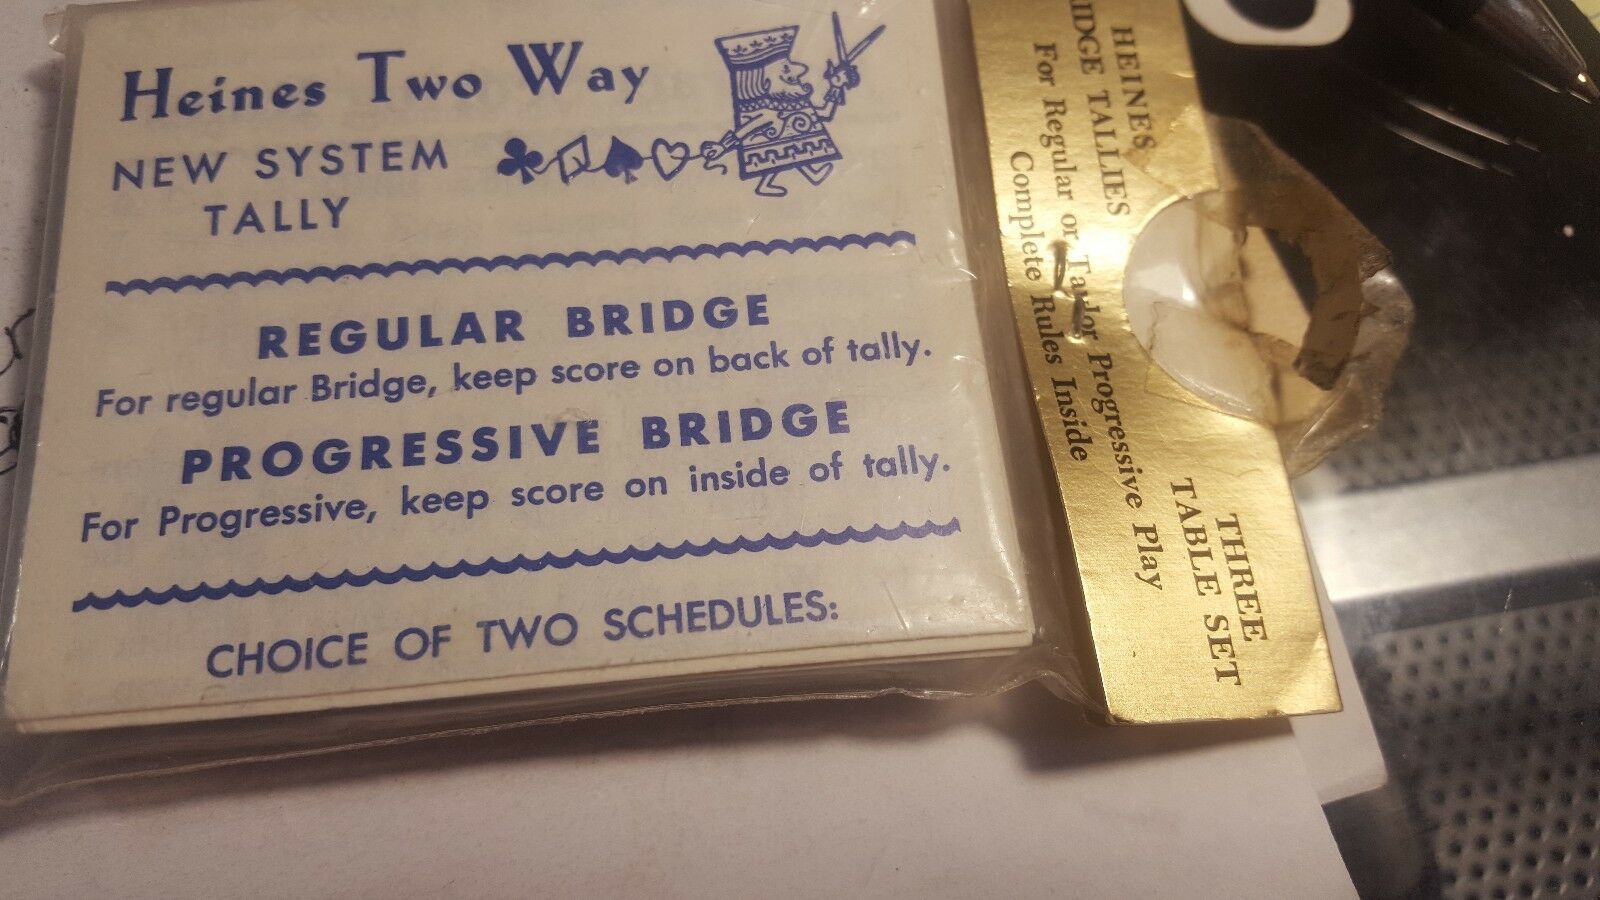 Heines Two Way
NEW SYSTEM
TALLY
REGULAR BRIDGE
For regular Bridge, keep score on back of tally.
PROGRESSIVE BRIDGE
For Progressive, keep score on inside of tally.
CHOICE OF TWO SCHEDULES:
HEINES
TALLIES
For Regular or Progressive Play
Complete Rules Inside
THREE
TABLE SET